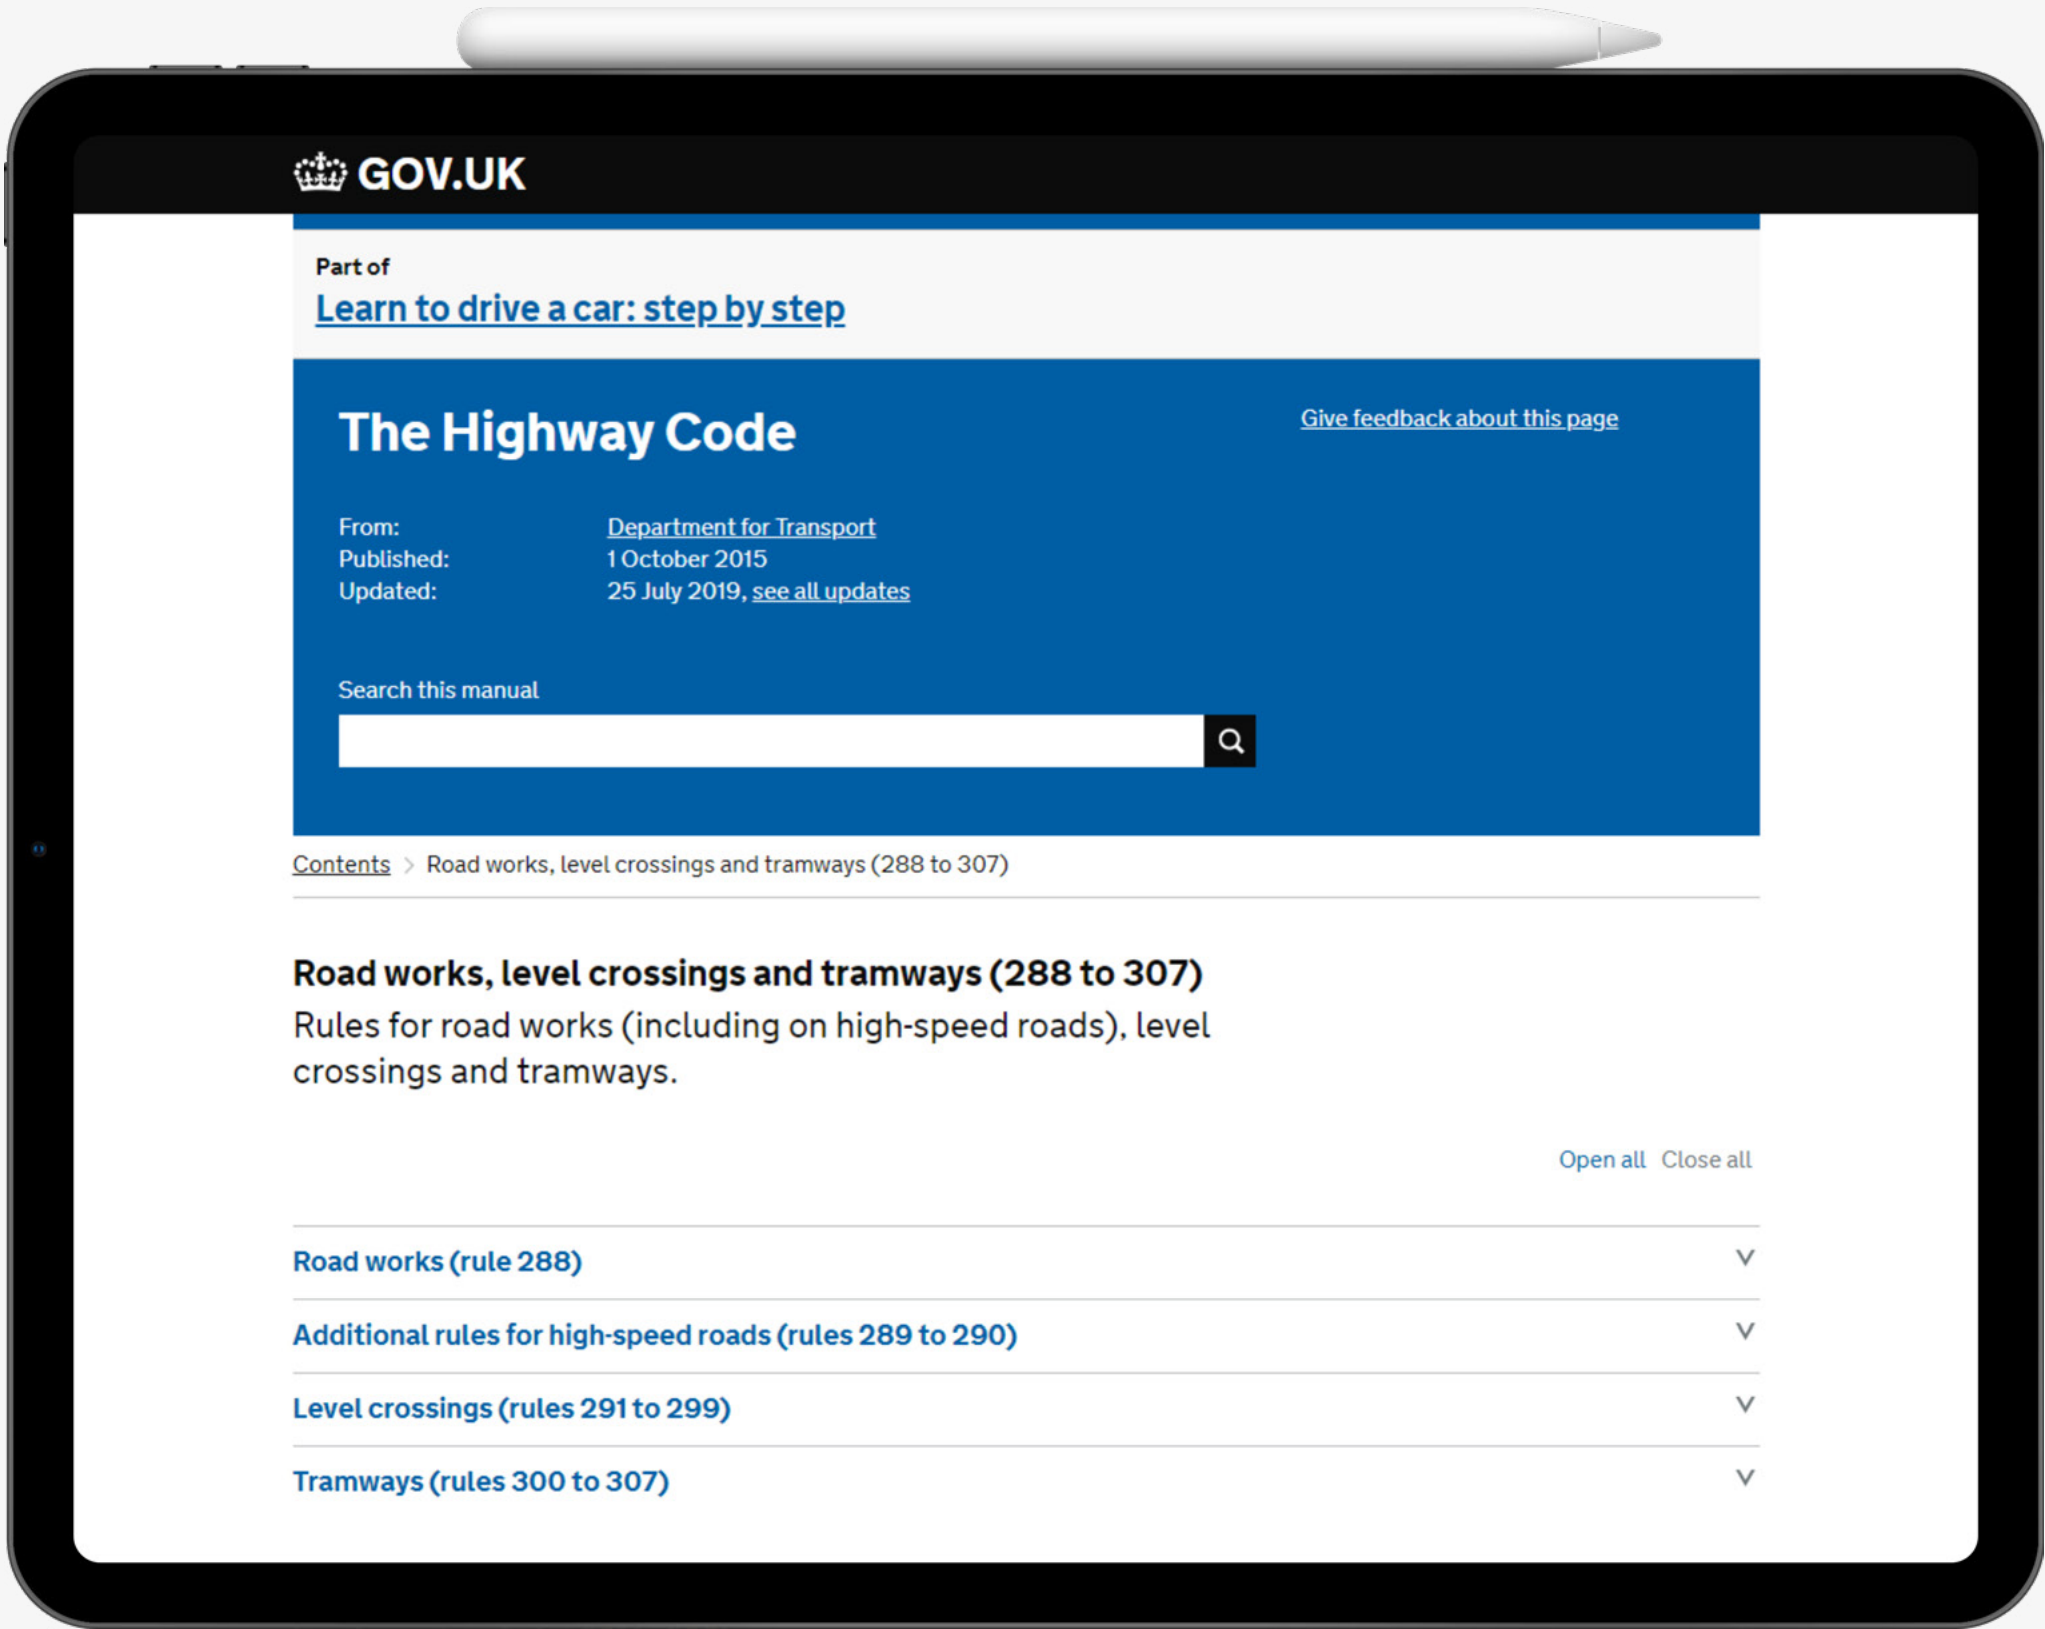 GOV.UK
Part of
Learn to drive a car: step by step
The Highway Code
Give feedback about this page
From: Department for Transport
Published: 1 October 2015
Updated: 25 July 2019, see all updates
Search this manual
Contents > Road works, level crossings and tramways (288 to 307)
Road works, level crossings and tramways (288 to 307)
Rules for road works (including on high-speed roads), level
crossings and tramways.
Open all Close all
Road works (rule 288)
Additional rules for high-speed roads (rules 289 to 290)
Level crossings (rules 291 to 299)
Tramways (rules 300 to 307)